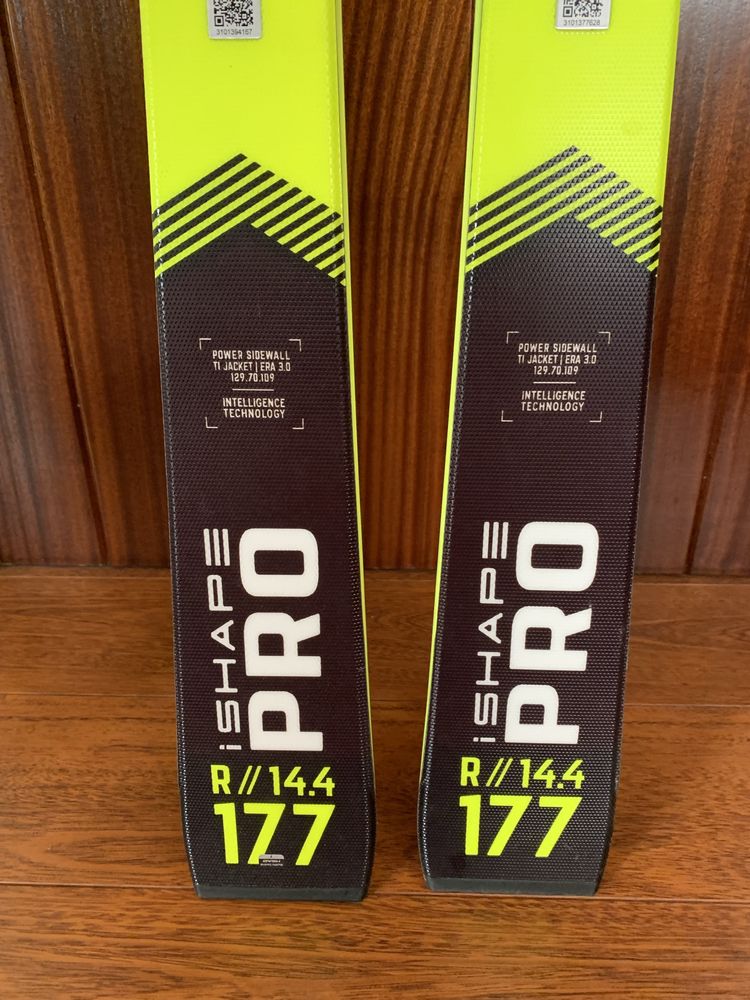 3101394167
POWER SIDEWALL
TI JACKET | ERA 3.0
129.70.109
INTELLIGENCE
TECHNOLOGY
iSHAPE
PRO
R // 14.4
177
3101377628
POWER SIDEWALL
TI JACKET | ERA 3.0
129.70.109
INTELLIGENCE
TECHNOLOGY
iSHAPE
PRO
R // 14.4
177